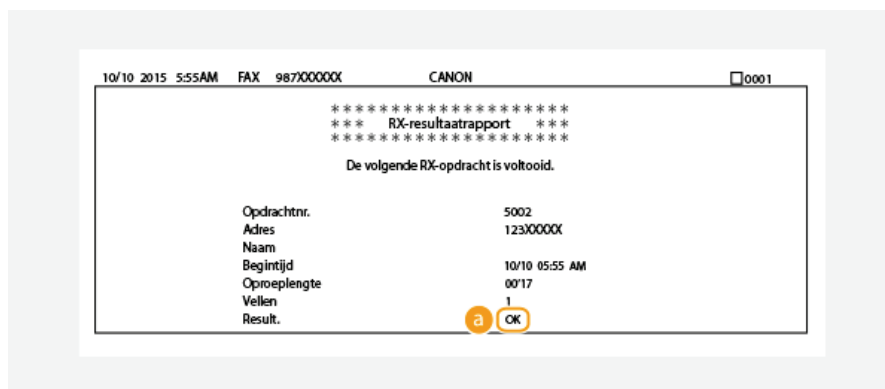 10/10 2015 5:55AM FAX 987XXXXXX CANON 0001
* * * * * * * * * * * * * * * * * * * *
* * * RX-resultaatrapport * * *
* * * * * * * * * * * * * * * * * * * *
De volgende RX-opdracht is voltooid.
Opdrachtnr. 5002
Adres 123XXXXX
Naam
Begintijd 10/10 05:55 AM
Oproeplengte 00'17
Vellen 1
Result. a OK